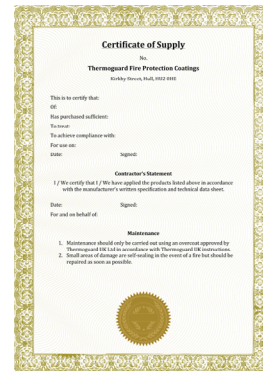 Certificate of Supply
No.
Thermoguard Fire Protection Coatings
Kirkby Street, Hull, HU2
This is to certify that:
Of:
Has purchased sufficient:
To treat:
To achieve compliance with:
For use on:
Date: Signed:
Contractor's Statement
I / We certify that I / We have applied the products listed above in accordance
with the manufacturer's written specification and technical data sheet.
Date: Signed:
For and on behalf of:
Maintenance
1. Maintenance should only be carried out using an overcoat approved by
Thermoguard UK Ltd in accordance with Thermoguard UK instructions.
2. Small areas of damage are self-sealing in the event of a fire but should be
repaired as soon as possible.